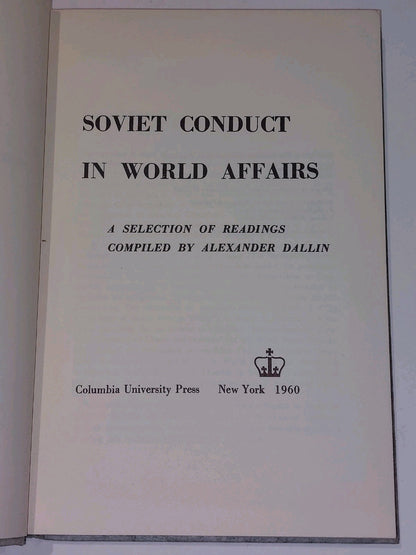 SOVIET CONDUCT
IN WORLD AFFAIRS
A SELECTION OF READINGS
COMPILED BY ALEXANDER DALLIN
Columbia University Press New York 1960